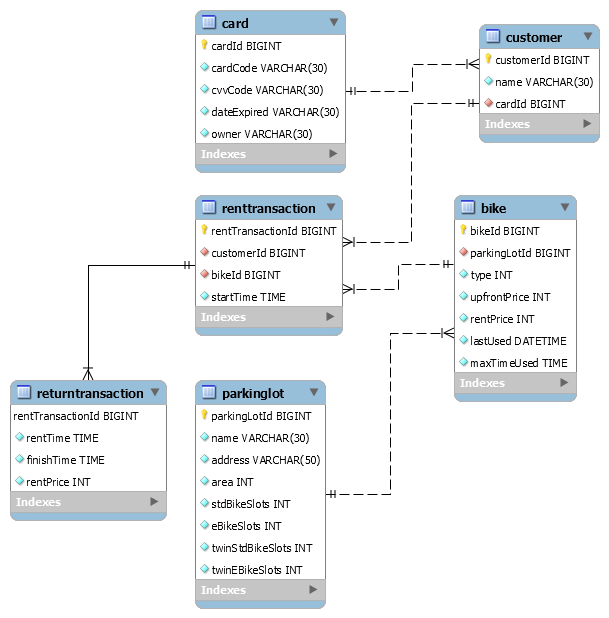 card
cardId BIGINT
cardCode VARCHAR(30)
cvvCode VARCHAR(30)
dateExpired VARCHAR(30)
owner VARCHAR(30)
Indexes
customer
customerId BIGINT
name VARCHAR(30)
cardId BIGINT
Indexes
renttransaction
rentTransactionId BIGINT
customerId BIGINT
bikeId BIGINT
startTime TIME
Indexes
bike
bikeId BIGINT
parkingLotId BIGINT
type INT
upfrontPrice INT
rentPrice INT
lastUsed DATETIME
maxTimeUsed TIME
Indexes
returntransaction
rentTransactionId BIGINT
rentTime TIME
finishTime TIME
rentPrice INT
Indexes
parkinglot
parkingLotId BIGINT
name VARCHAR(30)
address VARCHAR(50)
area INT
stdBikeSlots INT
eBikeSlots INT
twinStdBikeSlots INT
twinEBikeSlots INT
Indexes